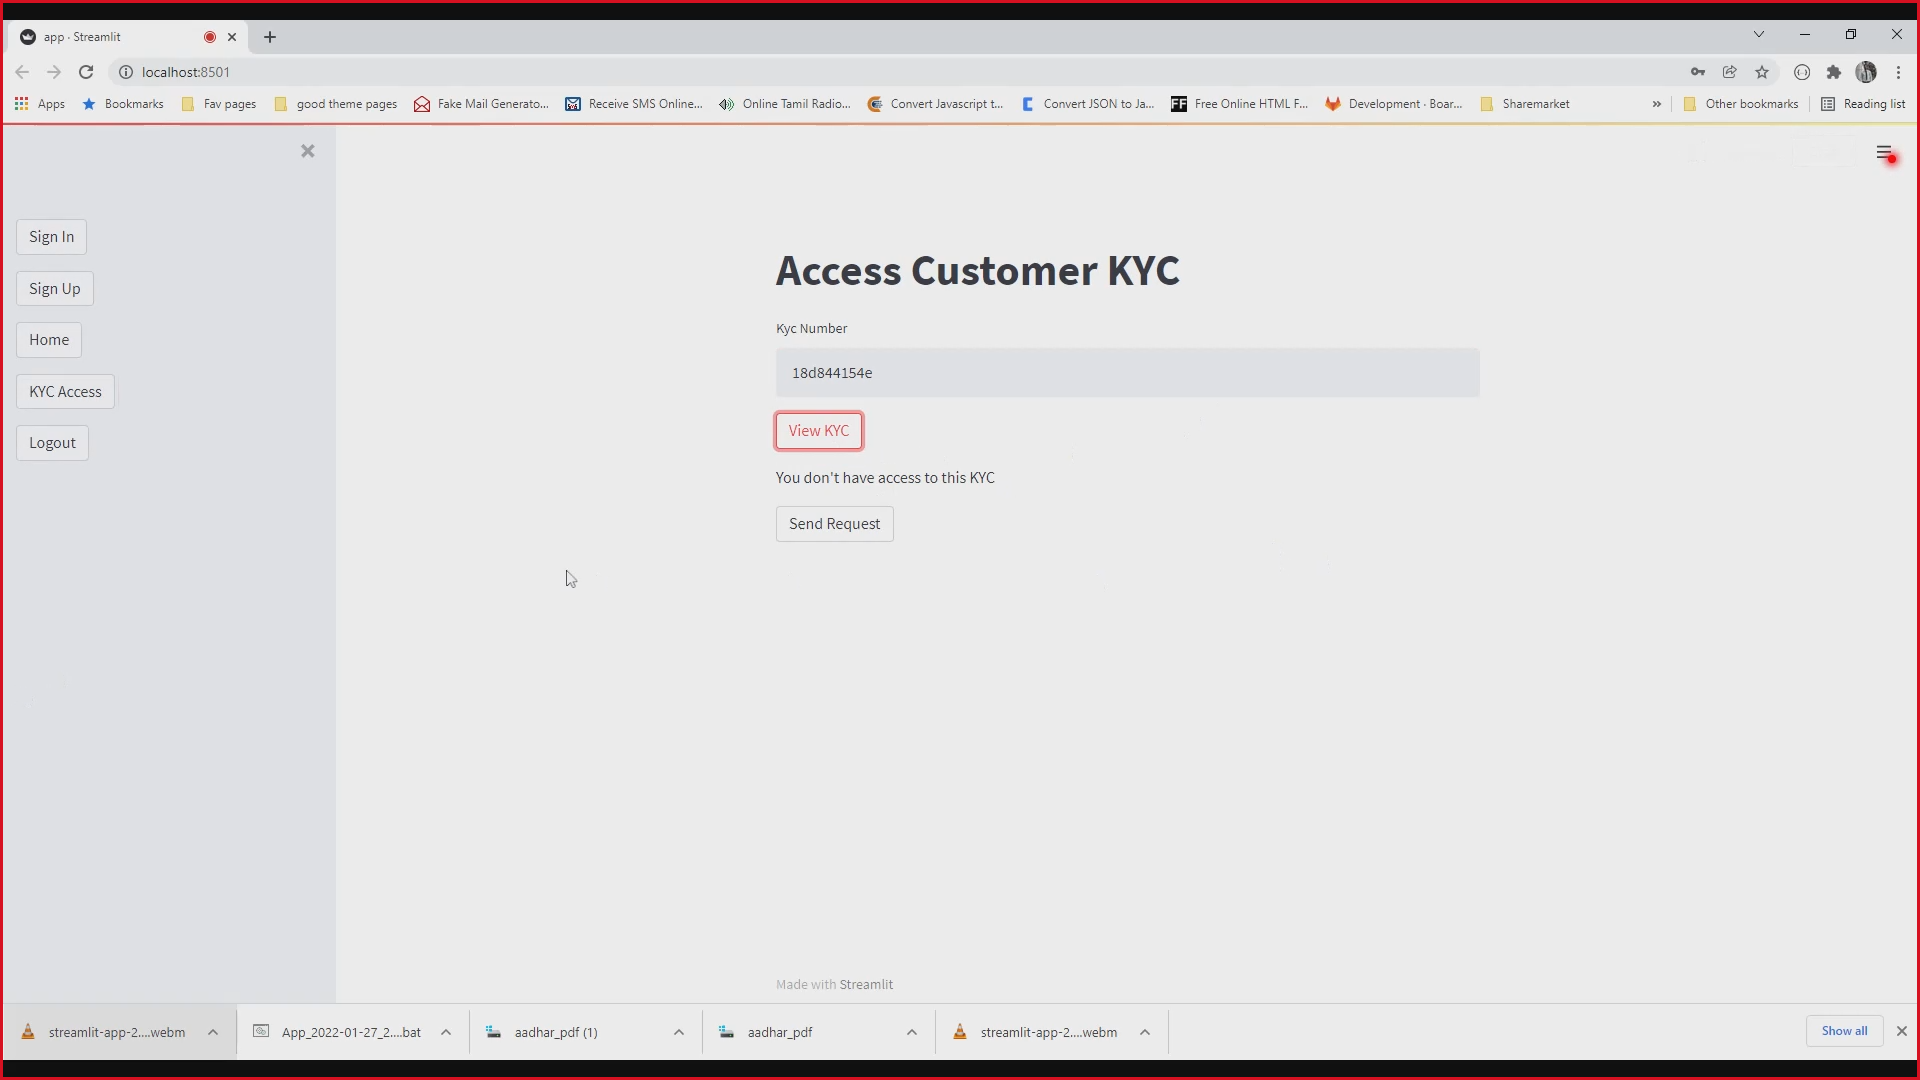 app · Streamlit
localhost:8501
Apps
Bookmarks
Fav pages
good theme pages
Fake Mail Generato...
Receive SMS Online...
Online Tamil Radio...
Convert Javascript t...
Convert JSON to Ja...
FF
Free Online HTML F...
Development · Boar...
Sharemarket
»
Other bookmarks
Reading list
Sign In
Sign Up
Home
KYC Access
Logout
Access Customer KYC
Kyc Number
18d844154e
View KYC
You don't have access to this KYC
Send Request
Made with Streamlit
streamlit-app-2....webm
App_2022-01-27_2....bat
aadhar_pdf (1)
aadhar_pdf
streamlit-app-2....webm
Show all